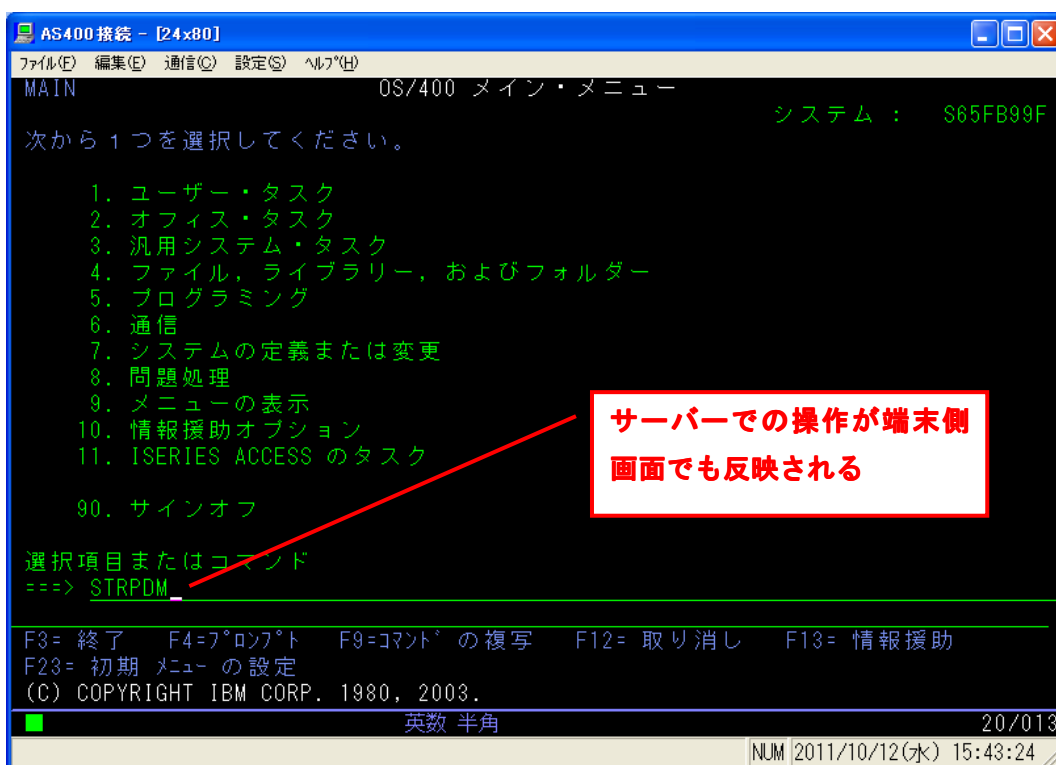 AS400接続 - [24x80]
ファイル(F) 編集(E) 通信(C) 設定(S) ヘルプ(H)
MAIN OS/400 メイン・メニュー
システム : S65FB99F
次から1つを選択してください。
1. ユーザー・タスク
2. オフィス・タスク
3. 汎用システム・タスク
4. ファイル, ライブラリー, およびフォルダー
5. プログラミング
6. 通信
7. システムの定義または変更
8. 問題処理
9. メニューの表示
10. 情報援助オプション
11. ISERIES ACCESS のタスク
90. サインオフ
サーバーでの操作が端末側
画面でも反映される
選択項目またはコマンド
===> STRPDM_
F3= 終了 F4=プロンプト F9=コマンド の複写 F12= 取り消し F13= 情報援助
F23= 初期 メニュー の設定
(C) COPYRIGHT IBM CORP. 1980, 2003.
英数 半角 20/013
NUM 2011/10/12(水) 15:43:24